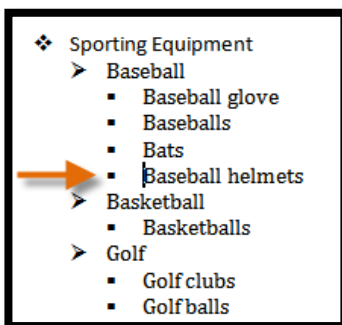 ❖ Sporting Equipment
➤ Baseball
▪ Baseball glove
▪ Baseballs
▪ Bats
▪ Baseball helmets
➤ Basketball
▪ Basketballs
➤ Golf
▪ Golf clubs
▪ Golf balls